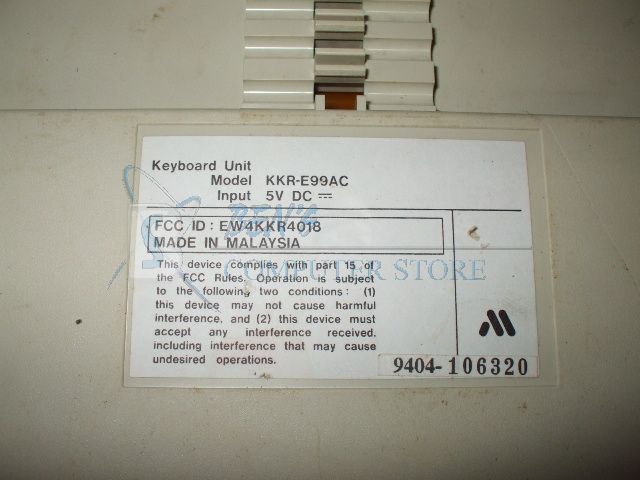 Keyboard Unit
Model KKR-E99AC
Input 5V DC
FCC ID : EW4KKR4018
MADE IN MALAYSIA
This device complies with part 15 of
the FCC Rules. Operation is subject
to the following two conditions: (1)
this device may not cause harmful
interference, and (2) this device must
accept any interference received,
including interference that may cause
undesired operations.
9404-106320
BEN'S
COMPUTER STORE